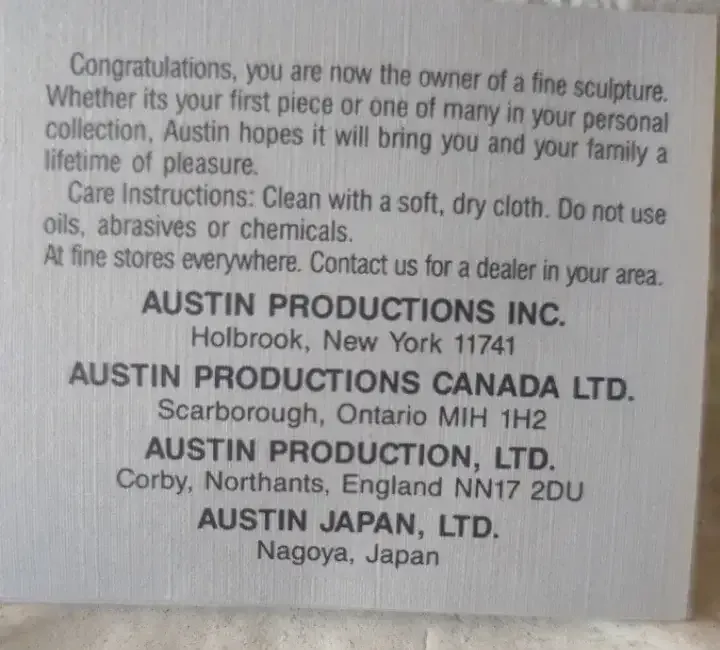 Congratulations, you are now the owner of a fine sculpture.
Whether its your first piece or one of many in your personal
collection, Austin hopes it will bring you and your family a
lifetime of pleasure.
Care Instructions: Clean with a soft, dry cloth. Do not use
oils, abrasives or chemicals.
At fine stores everywhere. Contact us for a dealer in your area.
AUSTIN PRODUCTIONS INC.
Holbrook, New York 11741
AUSTIN PRODUCTIONS CANADA LTD.
Scarborough, Ontario MIH 1H2
AUSTIN PRODUCTION, LTD.
Corby, Northants, England NN17 2DU
AUSTIN JAPAN, LTD.
Nagoya, Japan